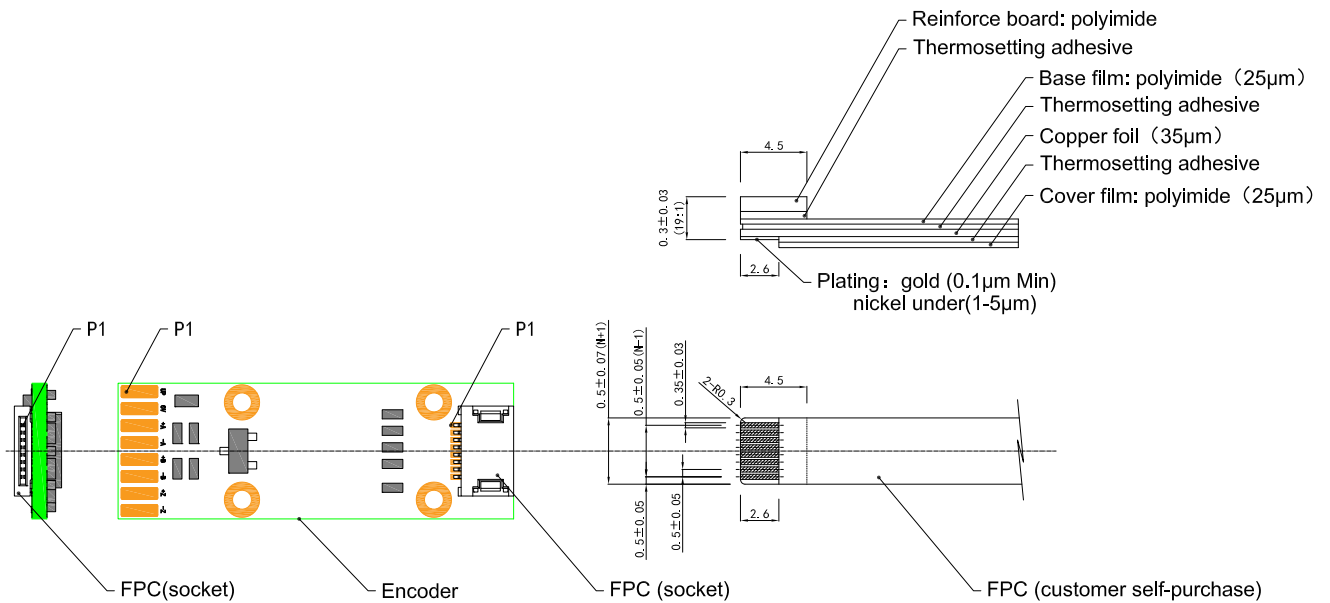 Reinforce board: polyimide
Thermosetting adhesive
Base film: polyimide（25μm）
Thermosetting adhesive
Copper foil（35μm）
Thermosetting adhesive
Cover film: polyimide（25μm）
4.5
0.3±0.03
(19:1)
2.6
Plating：gold (0.1μm Min)
nickel under(1-5μm)
P1
P1
P1
0.5±0.07(N+1)
0.5±0.05(N-1)
0.35±0.03
2-R0.3
4.5
0.5±0.05
0.5±0.05
2.6
FPC(socket)
Encoder
FPC (socket)
FPC (customer self-purchase)